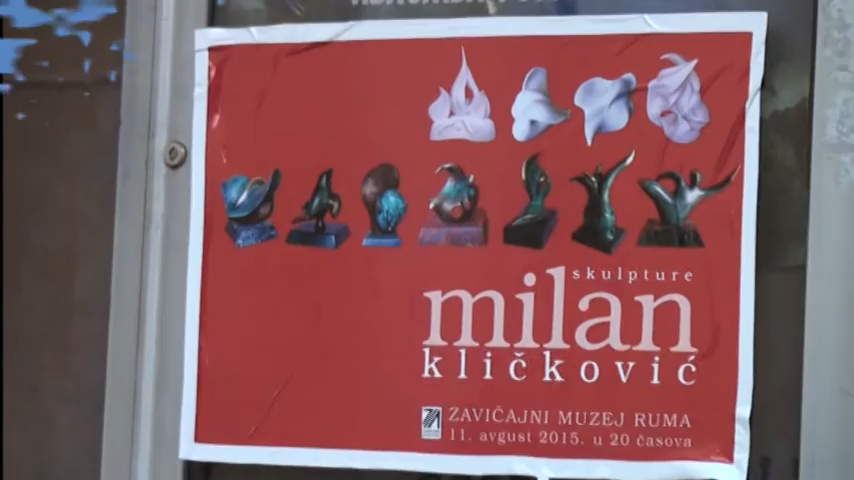 skulpture
milan
kličković
ZAVIČAJNI MUZEJ RUMA
11. avgust 2015. u 20 časova